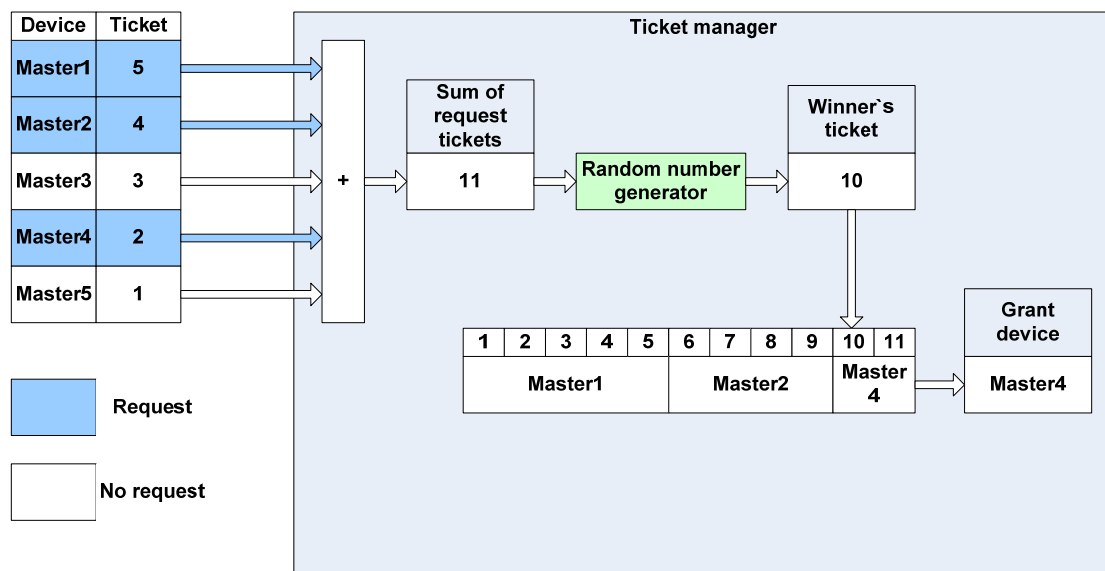 Device Ticket
Master1 5
Master2 4
Master3 3
Master4 2
Master5 1
Request
No request
Ticket manager
+
Sum of
request
tickets
11
Random number
generator
Winner`s
ticket
10
1 2 3 4 5 6 7 8 9 10 11
Master1 Master2 Master
4
Grant
device
Master4